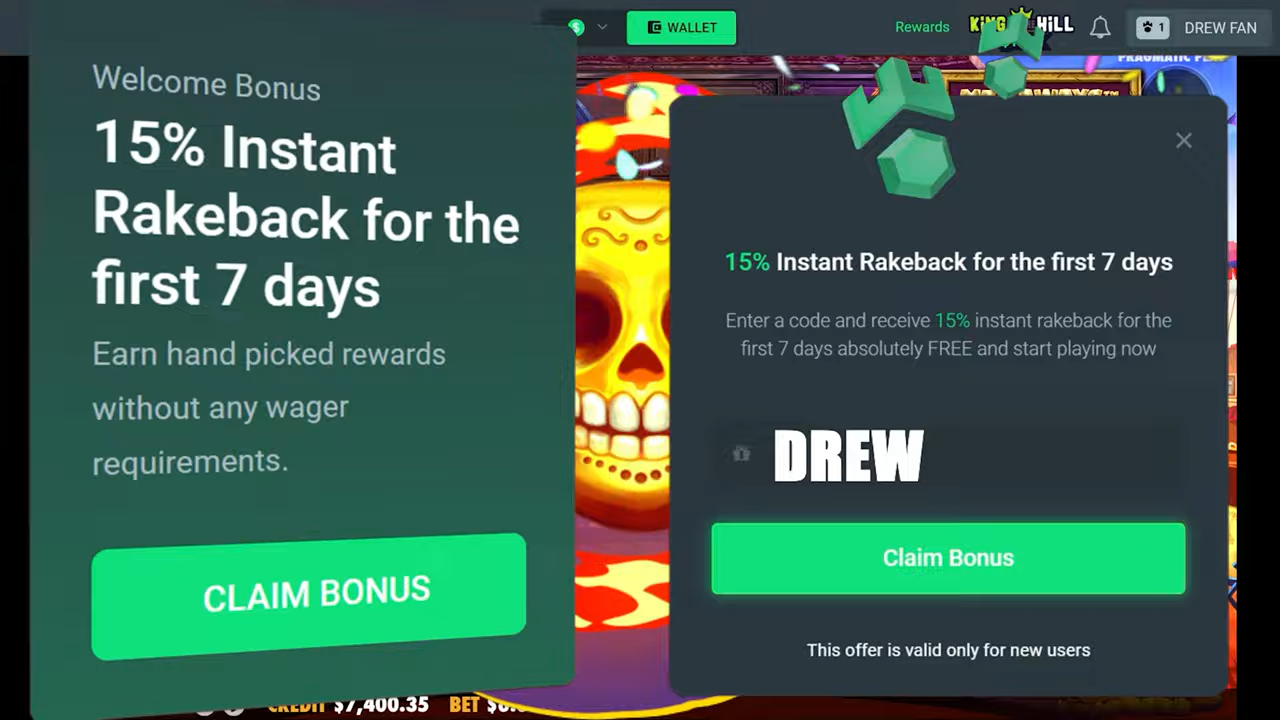 WALLET
Rewards
KING HILL
1
DREW FAN
PRAGMATIC
Welcome Bonus
15% Instant
Rakeback for the
first 7 days
Earn hand picked rewards
without any wager
requirements.
CLAIM BONUS
15% Instant Rakeback for the first 7 days
Enter a code and receive 15% instant rakeback for the
first 7 days absolutely FREE and start playing now
DREW
Claim Bonus
This offer is valid only for new users
CREDIT $7,400.35
BET